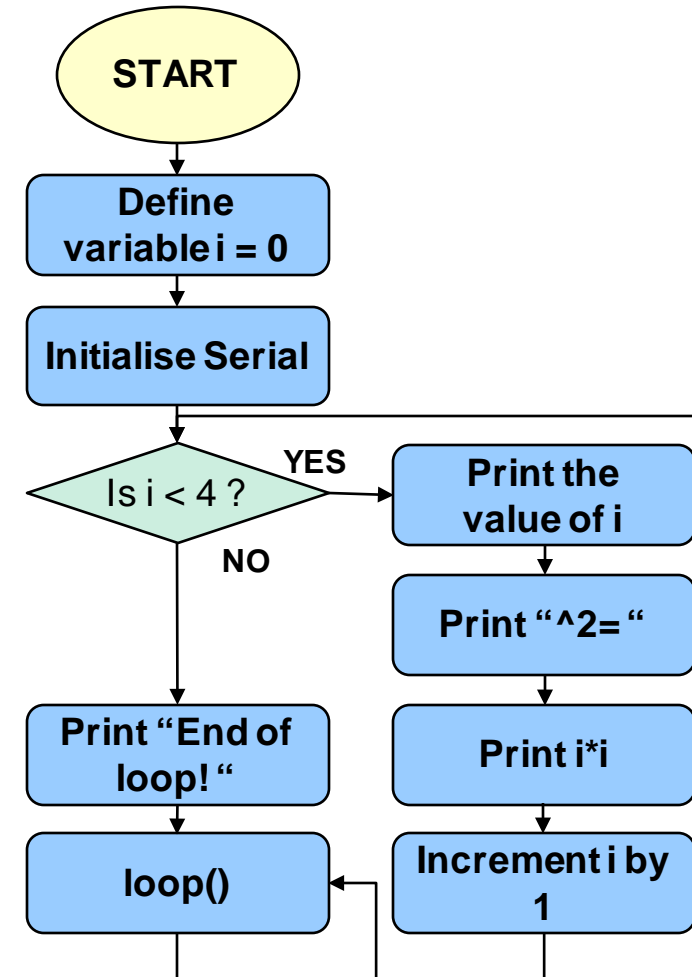 START
Define
variable i = 0
Initialise Serial
Is i < 4 ?
YES
NO
Print the
value of i
Print “^2= “
Print i*i
Increment i by
1
Print “End of
loop! “
loop()